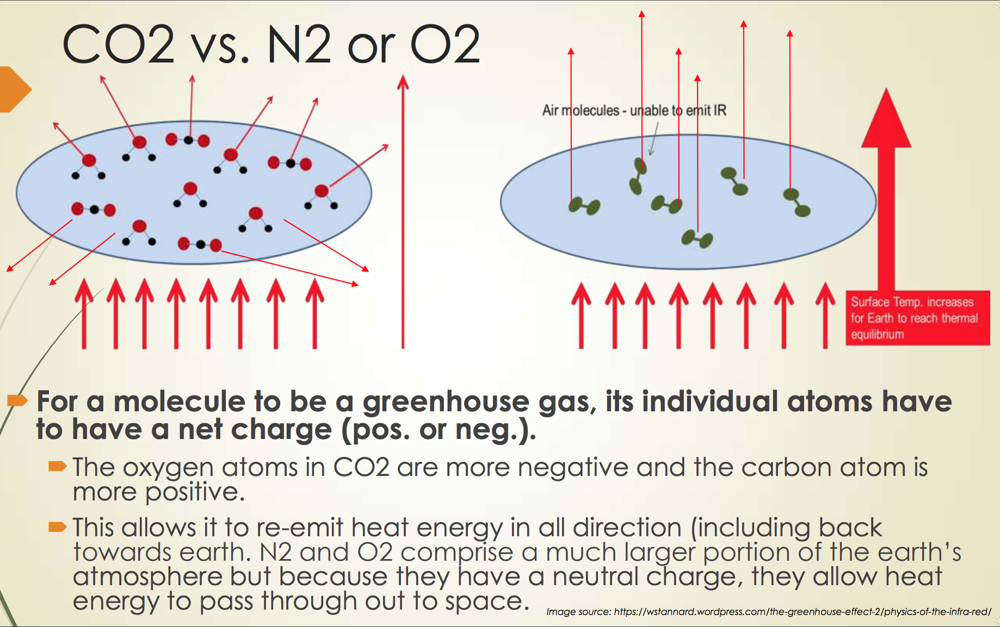 CO2 vs. N2 or O2
Air molecules - unable to emit IR
Surface Temp. increases
for Earth to reach thermal
equilibrium
For a molecule to be a greenhouse gas, its individual atoms have
to have a net charge (pos. or neg.).
The oxygen atoms in CO2 are more negative and the carbon atom is
more positive.
This allows it to re-emit heat energy in all direction (including back
towards earth. N2 and O2 comprise a much larger portion of the earth’s
atmosphere but because they have a neutral charge, they allow heat
energy to pass through out to space.
Image source: https://wstannard.wordpress.com/the-greenhouse-effect-2/physics-of-the-infra-red/